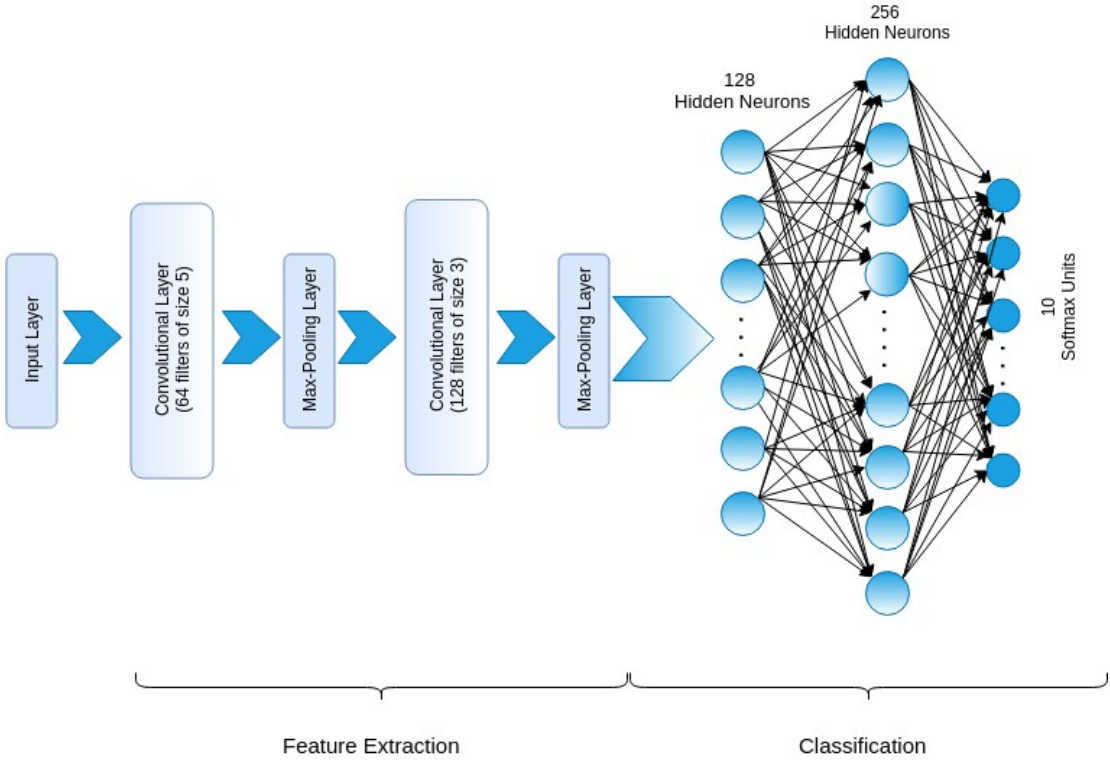 256
Hidden Neurons
128
Hidden Neurons
Input Layer
Convolutional Layer
(64 filters of size 5)
Max-Pooling Layer
Convolutional Layer
(128 filters of size 3)
Max-Pooling Layer
10
Softmax Units
Feature Extraction
Classification